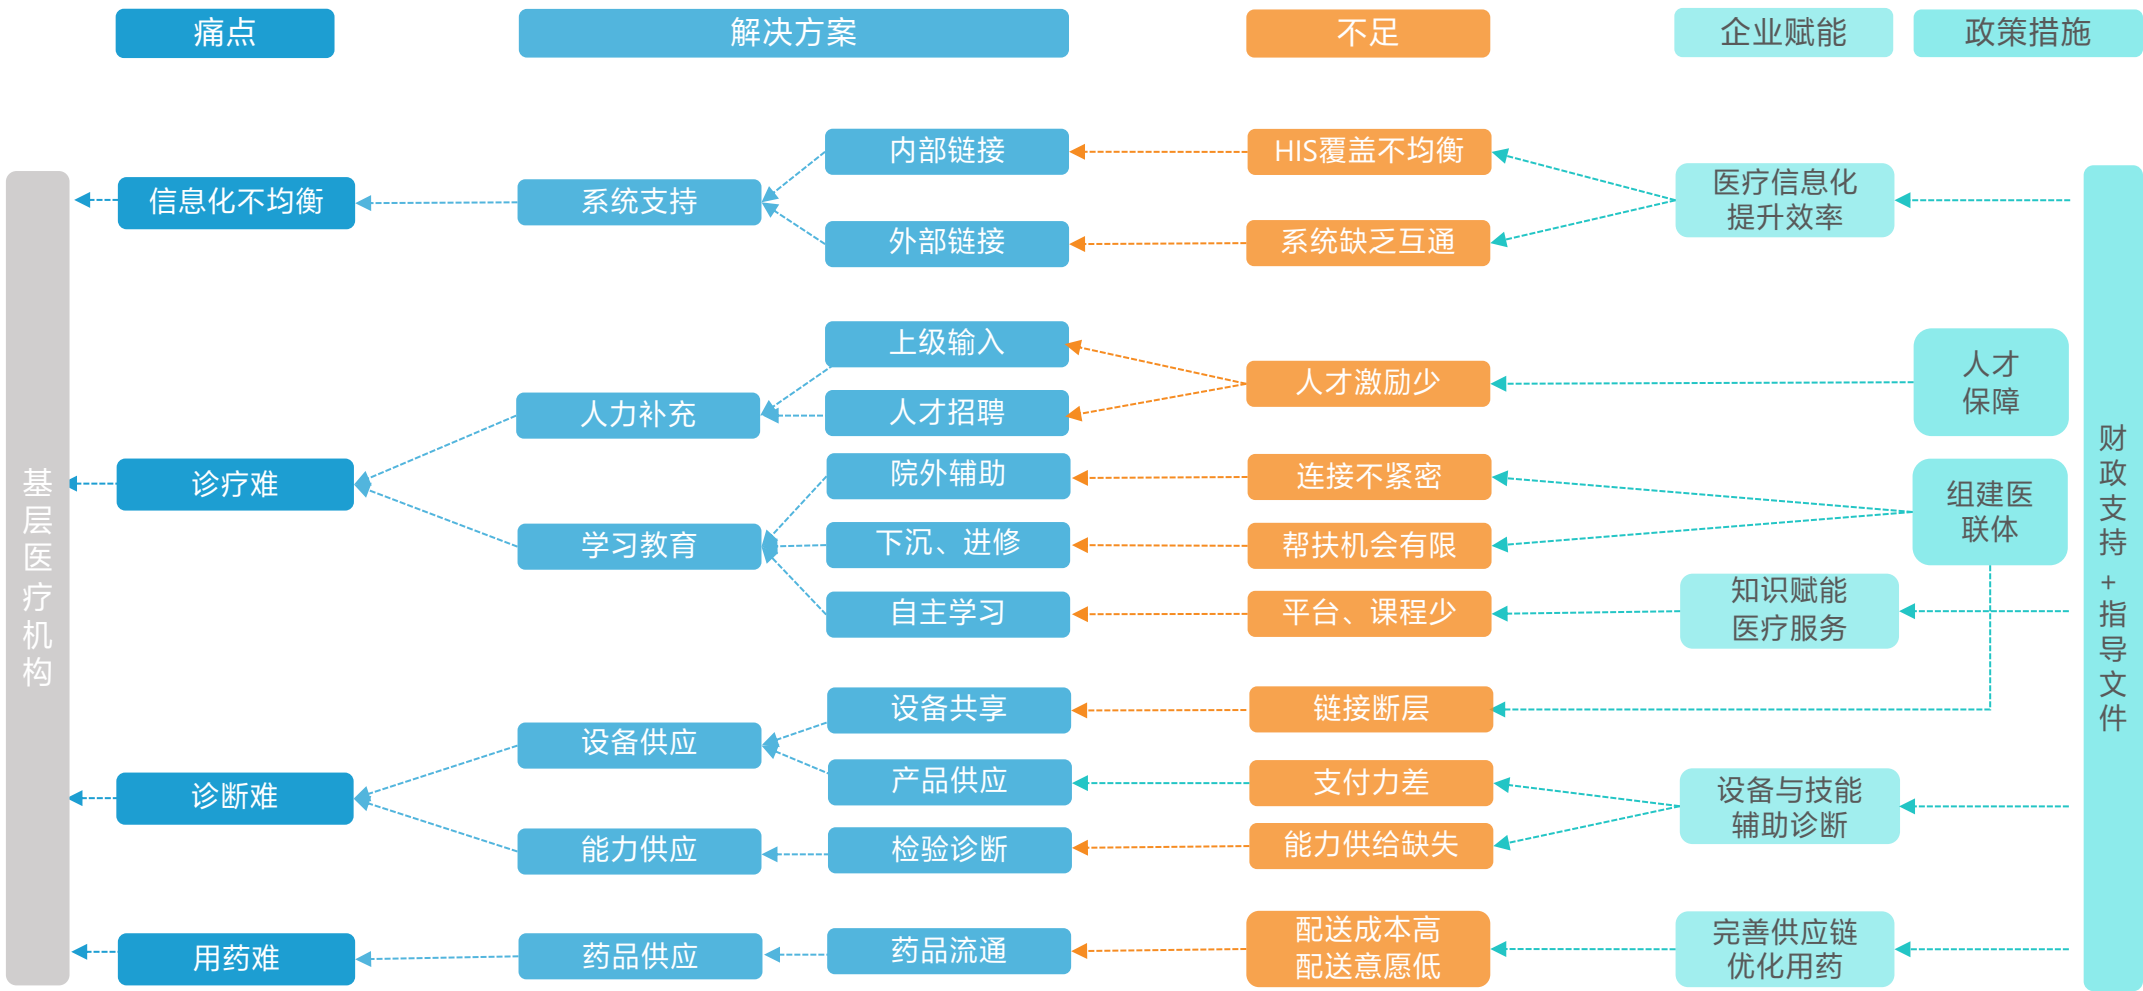 痛点
解决方案
不足
企业赋能
政策措施
基层医疗机构
信息化不均衡
系统支持
内部链接
外部链接
HIS覆盖不均衡
系统缺乏互通
医疗信息化
提升效率
诊疗难
人力补充
上级输入
人才招聘
人才激励少
人才
保障
学习教育
院外辅助
下沉、进修
自主学习
连接不紧密
帮扶机会有限
平台、课程少
组建医
联体
知识赋能
医疗服务
诊断难
设备供应
设备共享
产品供应
链接断层
支付力差
能力供应
检验诊断
能力供给缺失
设备与技能
辅助诊断
用药难
药品供应
药品流通
配送成本高
配送意愿低
完善供应链
优化用药
财政支持+指导文件